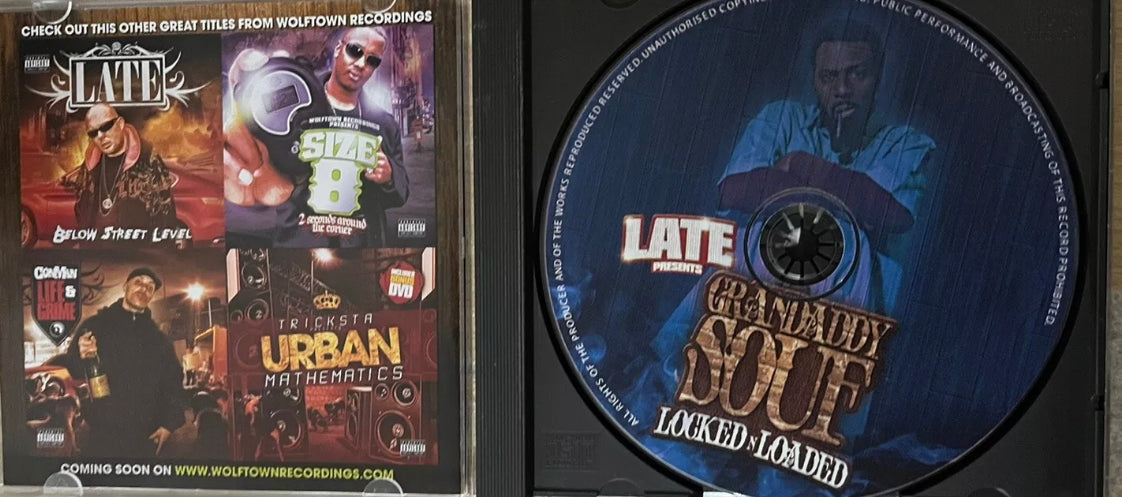 CHECK OUT THIS OTHER GREAT TITLES FROM WOLFTOWN RECORDINGS
LATE
BELOW STREET LEVEL
WOLFTOWN RECORDINGS
PRESENTS
SIZE
8
2 seconds around
the corner
CONMAN
LIFE &
CRIME
INCLUDES
BONUS
DVD
TRICKSTA
URBAN
MATHEMATICS
COMING SOON ON WWW.WOLFTOWNRECORDINGS.COM
ALL RIGHTS OF THE PRODUCER AND OF THE WORKS REPRODUCED RESERVED. UNAUTHORISED PUBLIC PERFORMANCE AND BROADCASTING OF THIS RECORD PROHIBITED.
LATE
PRESENTS
GRANDADDY
SOUF
LOCKED N LOADED